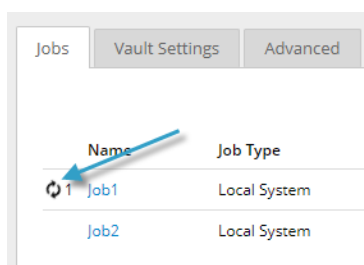 Jobs Vault Settings Advanced
Name Job Type
1 Job1 Local System
Job2 Local System